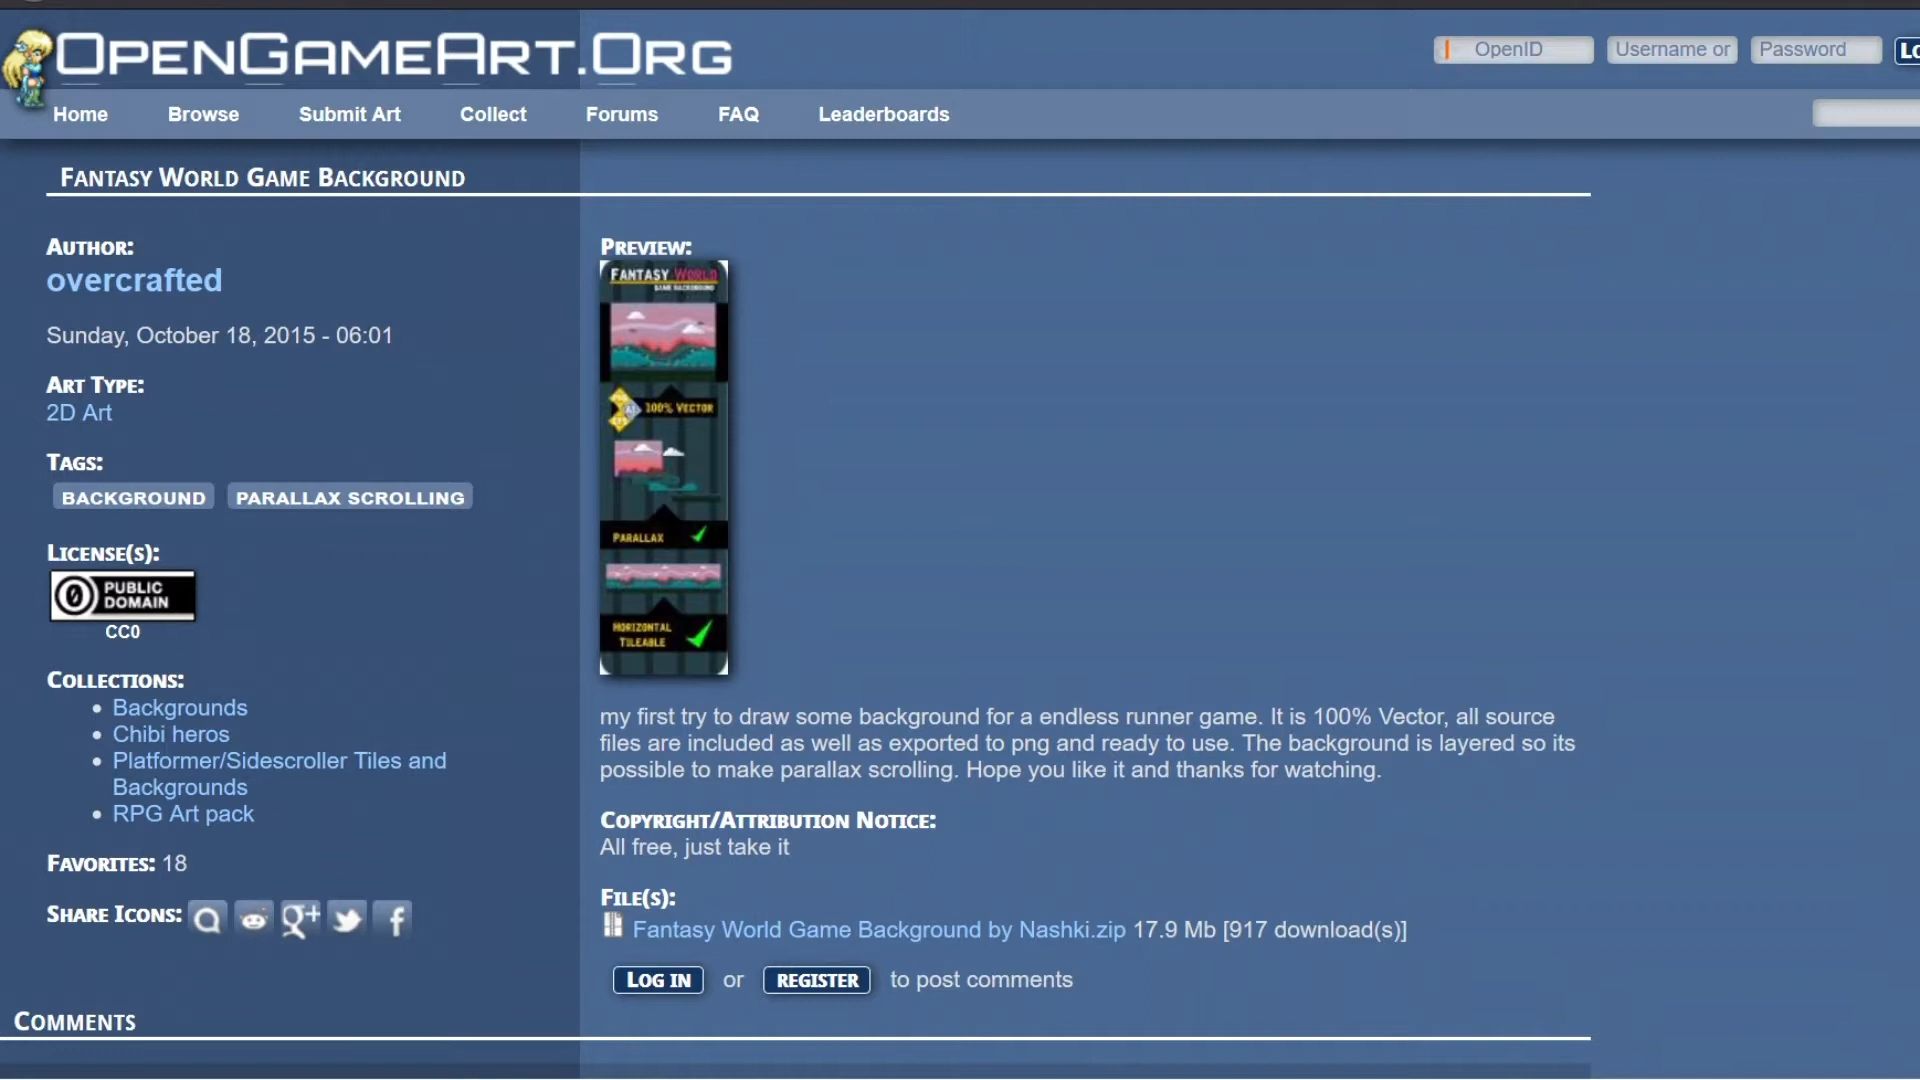 OpenGameArt.Org
OpenID
Username or
Password
Lo
Home Browse Submit Art Collect Forums FAQ Leaderboards
Fantasy World Game Background
Author:
overcrafted
Sunday, October 18, 2015 - 06:01
Art Type:
2D Art
Tags:
BACKGROUND PARALLAX SCROLLING
License(s):
PUBLIC
DOMAIN
CC0
Collections:
Backgrounds
Chibi heros
Platformer/Sidescroller Tiles and
Backgrounds
RPG Art pack
Favorites: 18
Share Icons:
Preview:
Fantasy World
Game Background
100% Vector
Parallax
Horizontal
Tileable
my first try to draw some background for a endless runner game. It is 100% Vector, all source
files are included as well as exported to png and ready to use. The background is layered so its
possible to make parallax scrolling. Hope you like it and thanks for watching.
Copyright/Attribution Notice:
All free, just take it
File(s):
Fantasy World Game Background by Nashki.zip 17.9 Mb [917 download(s)]
Log in or register to post comments
Comments